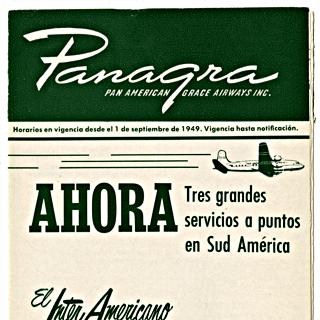 Panagra
PAN AMERICAN GRACE AIRWAYS INC.
Horarios en vigencia desde el 1 de septiembre de 1949. Vigencia hasta notificación.
AHORA
Tres grandes
servicios a puntos
en Sud América
El Inter Americano